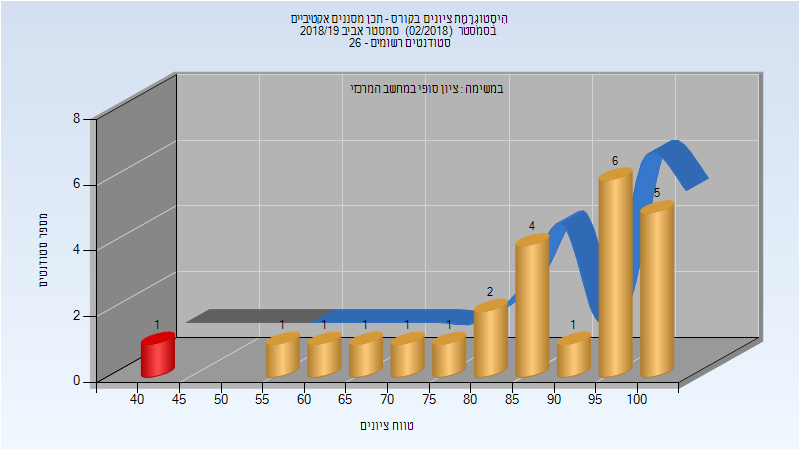 היסטוגרמת ציונים בקורס - תכן מסננים אקטיביים
בסמסטר (02/2018) סמסטר אביב 2018/19
סטודנטים רשומים - 26
במשימה : ציון סופי במחשב המרכזי
מספר סטודנטים
8
6
4
2
0
1
1
1
1
1
1
2
4
1
6
5
40 45 50 55 60 65 70 75 80 85 90 95 100
טווח ציונים